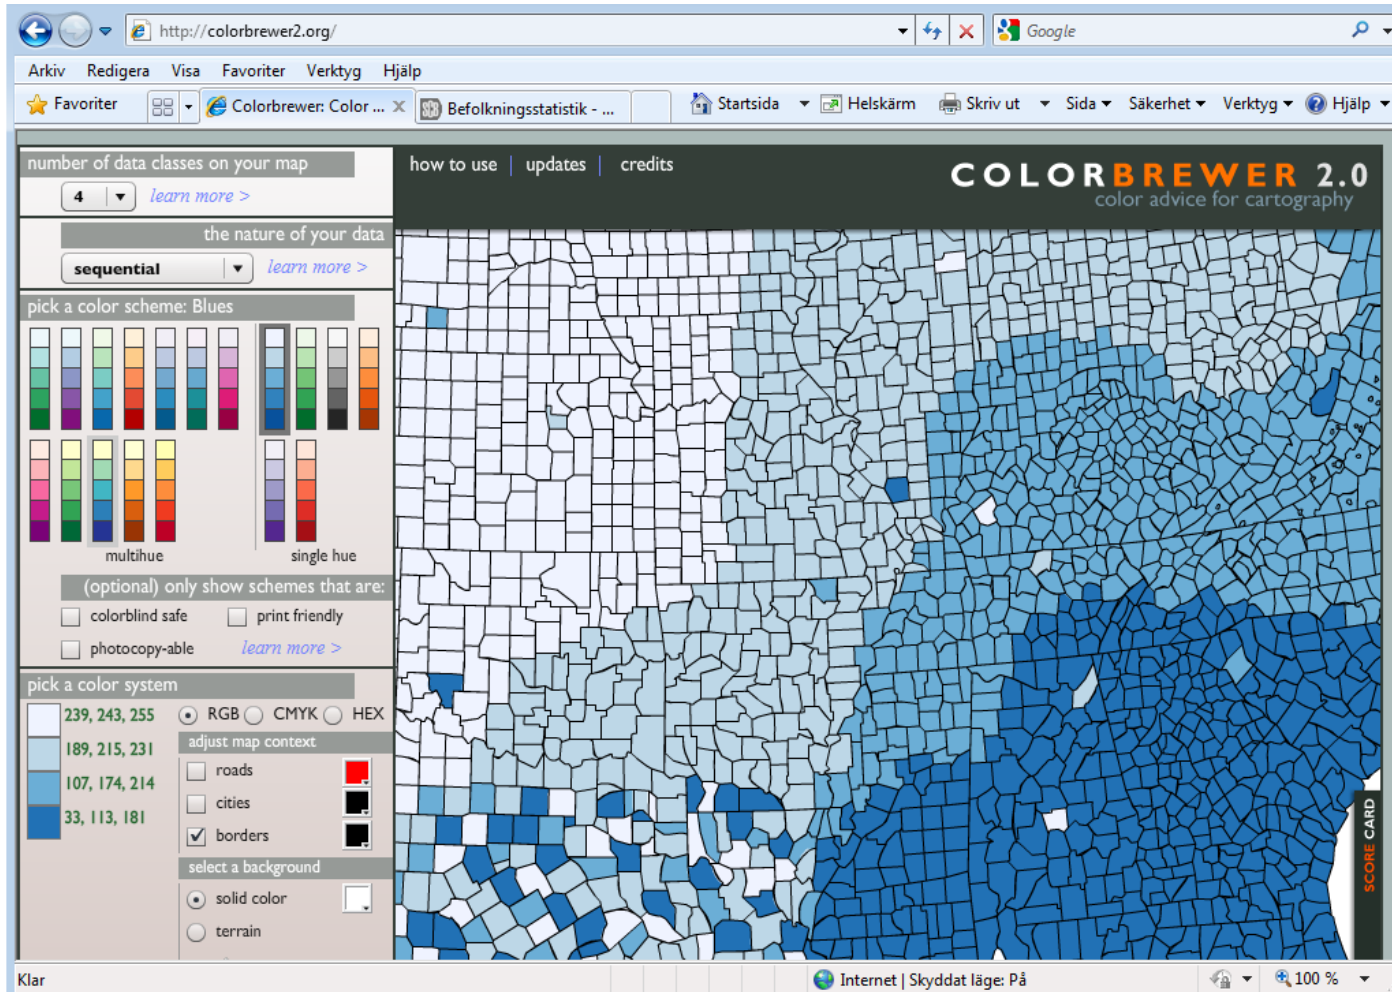 http://colorbrewer2.org/
Google
Arkiv Redigera Visa Favoriter Verktyg Hjälp
Favoriter
Colorbrewer: Color ...
Befolkningsstatistik - ...
Startsida Helskärm Skriv ut Sida Säkerhet Verktyg Hjälp
number of data classes on your map
4 learn more >
the nature of your data
sequential learn more >
pick a color scheme: Blues
multihue single hue
(optional) only show schemes that are:
colorblind safe print friendly
photocopy-able learn more >
pick a color system
239, 243, 255
189, 215, 231
107, 174, 214
33, 113, 181
RGB CMYK HEX
adjust map context
roads
cities
borders
select a background
solid color
terrain
how to use | updates | credits
COLORBREWER 2.0
color advice for cartography
SCORE CARD
Klar
Internet | Skyddat läge: På
100 %